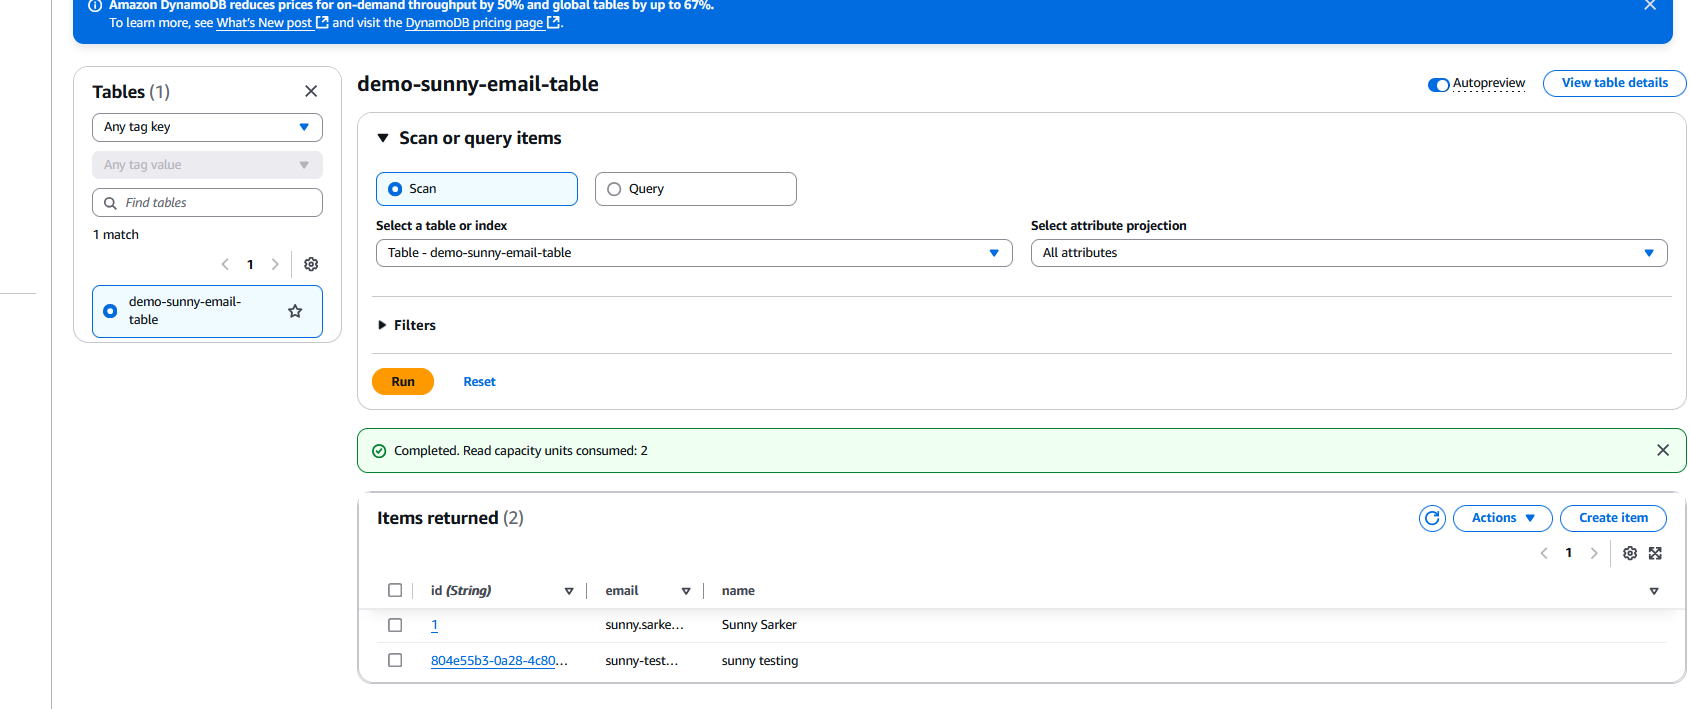 Amazon DynamoDB reduces prices for on-demand throughput by 50% and global tables by up to 67%.
To learn more, see What's New post and visit the DynamoDB pricing page.
Tables (1)
Any tag key
Any tag value
Find tables
1 match
1
demo-sunny-email-
table
demo-sunny-email-table
Autopreview
View table details
Scan or query items
Scan
Query
Select a table or index
Select attribute projection
Table - demo-sunny-email-table
All attributes
Filters
Run
Reset
Completed. Read capacity units consumed: 2
Items returned (2)
Actions
Create item
1
id (String)
email
name
1
sunny.sarke...
Sunny Sarker
804e55b3-0a28-4c80...
sunny-test...
sunny testing